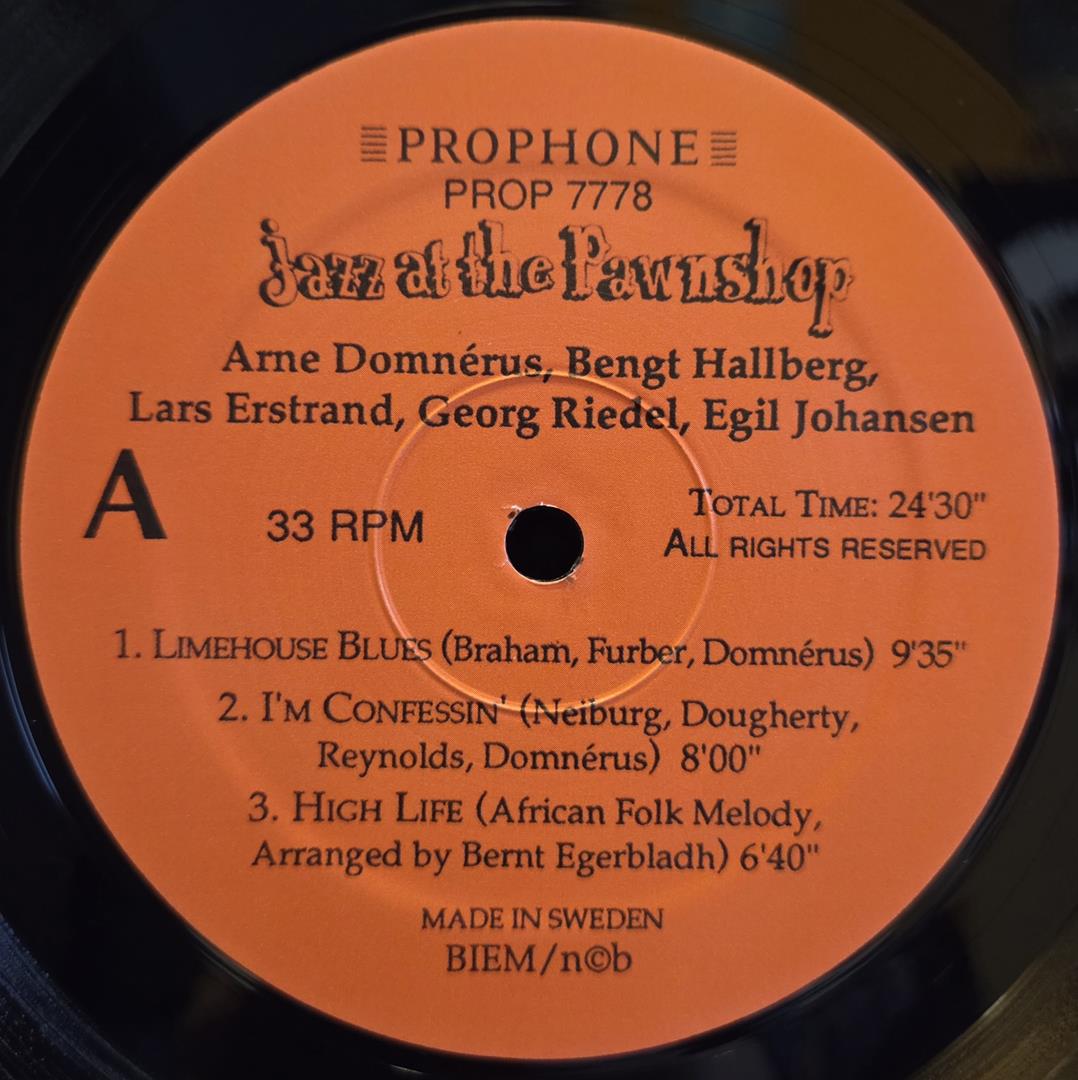 PROPHONE
PROP 7778
Jazz at the Pawnshop
Arne Domnérus, Bengt Hallberg,
Lars Erstrand, Georg Riedel, Egil Johansen
A
33 RPM
TOTAL TIME: 24'30"
ALL RIGHTS RESERVED
1. LIMEHOUSE BLUES (Braham, Furber, Domnérus) 9'35"
2. I'M CONFESSIN' (Neiburg, Dougherty,
Reynolds, Domnérus) 8'00"
3. HIGH LIFE (African Folk Melody,
Arranged by Bernt Egerbladh) 6'40"
MADE IN SWEDEN
BIEM/n©b